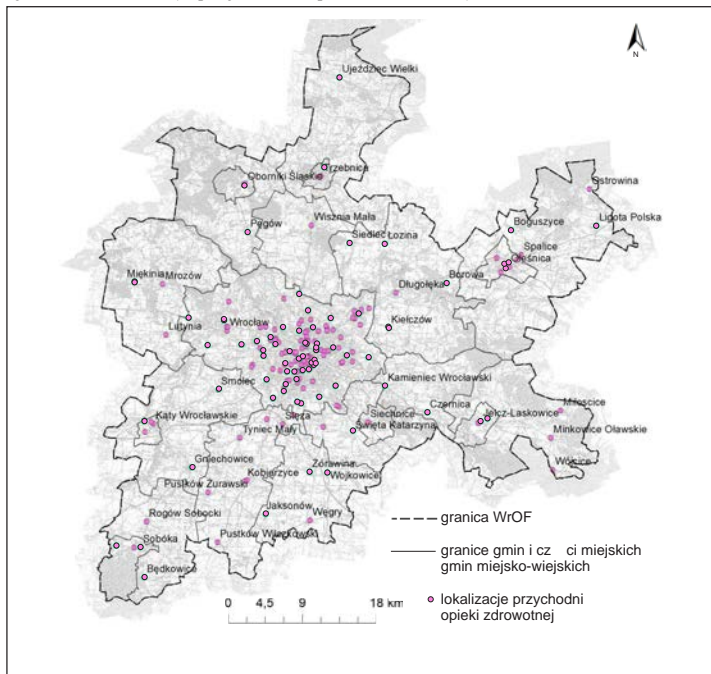 N
Ujeździec Wielki
Trzebnica
Oborniki Śląskie
Ostrowina
Wisznia Mała
Ligota Polska
Pęgów
Boguszyce
Siedlec Łozina
Spalice
Oleśnica
Miękinia
Mrozów
Borowa
Długołęka
Lutynia
Wrocław
Kiełczów
Smolec
Kamieniec Wrocławski
Kąty Wrocławskie
Ślęza
Siechnice
Czernica
Jelcz-Laskowice
Miłoscice
Tyniec Mały
Święta Katarzyna
Minkowice Oławskie
Gniechowice
Żórawina
Wójcice
Kobierzyce
Wojkowice
Pustków Żurawski
Jaksonów
Węgry
Rogów Sobócki
Pustków Wilczkowski
Sobóka
Będkowice
granica WrOF
granice gmin i cz ci miejskich
gmin miejsko-wiejskich
lokalizacje przychodni
opieki zdrowotnej
0 4,5 9 18 km